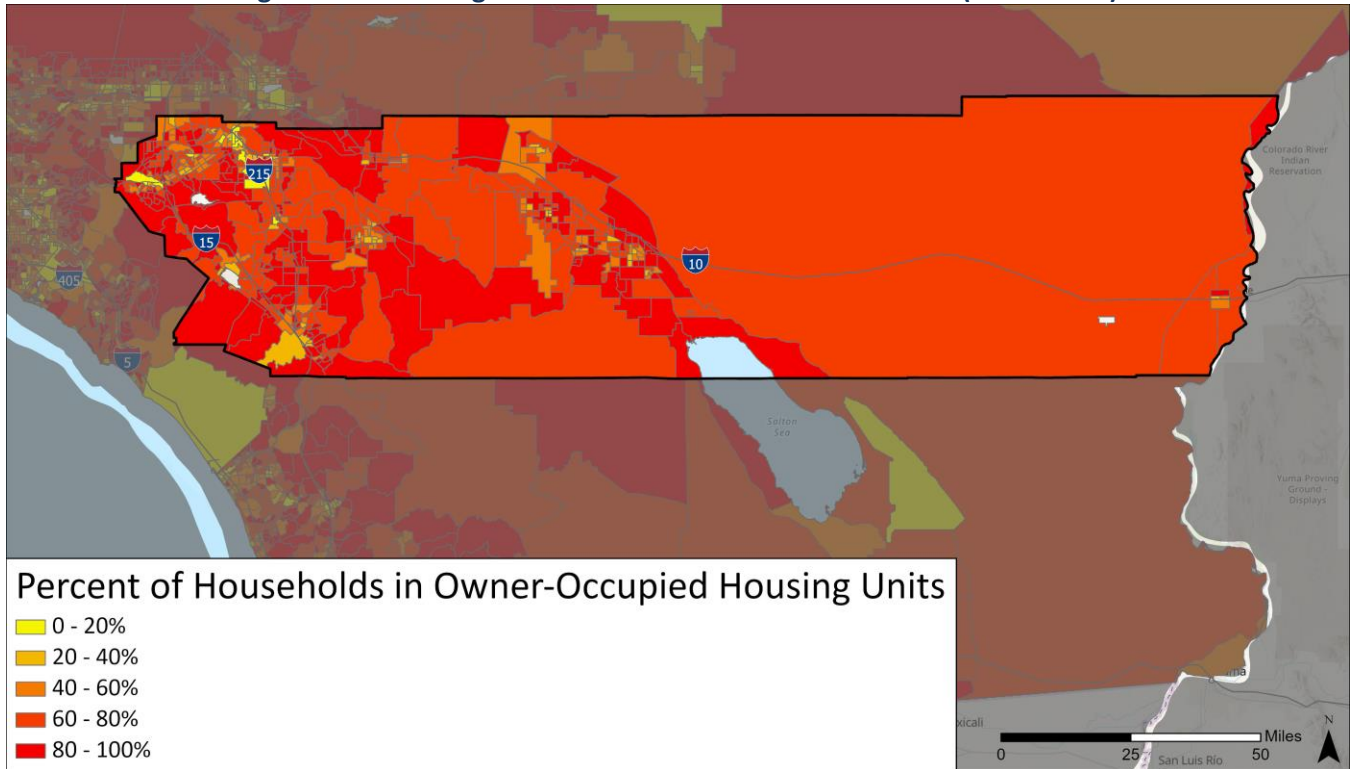 215
15
10
405
5
Colorado River
Indian
Reservation
Salton
Sea
Yuma Proving
Ground -
Displays
Percent of Households in Owner-Occupied Housing Units
0 - 20%
20 - 40%
40 - 60%
60 - 80%
80 - 100%
Miles
0 25 50
N
San Luis Río